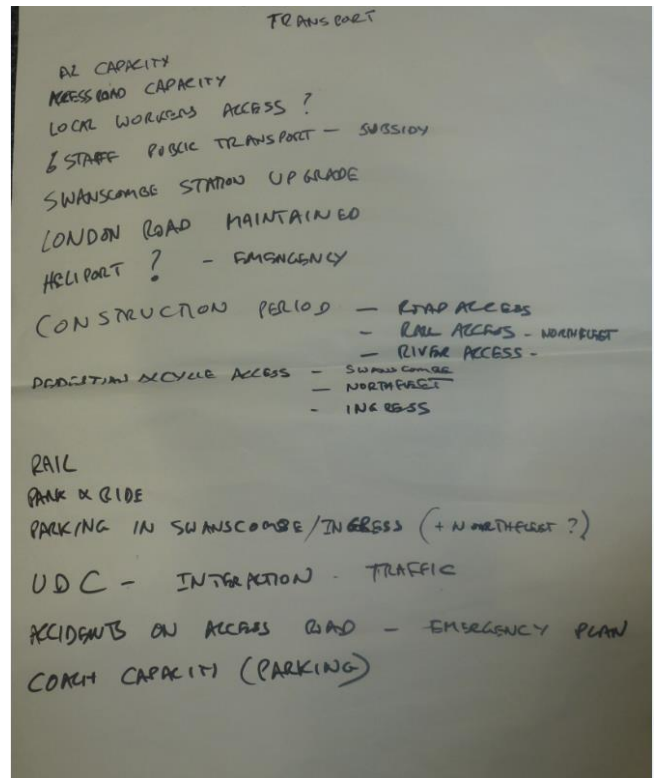 TRANSPORT
A2 CAPACITY
ACCESS ROAD CAPACITY
LOCAL WORKERS ACCESS ?
& STAFF PUBLIC TRANSPORT – SUBSIDY
SWANSCOMBE STATION UPGRADE
LONDON ROAD MAINTAINED
HELIPORT ? – EMERGENCY
CONSTRUCTION PERIOD – ROAD ACCESS
– RAIL ACCESS - NORTHFLEET
– RIVER ACCESS -
PEDESTRIAN & CYCLE ACCESS – SWANSCOMBE
– NORTHFLEET
- INGRESS
RAIL
PARK & RIDE
PARKING IN SWANSCOMBE/INGRESS (+ NORTHFLEET ?)
UDC – INTERACTION - TRAFFIC
ACCIDENTS ON ACCESS ROAD – EMERGENCY PLAN
COACH CAPACITY (PARKING)